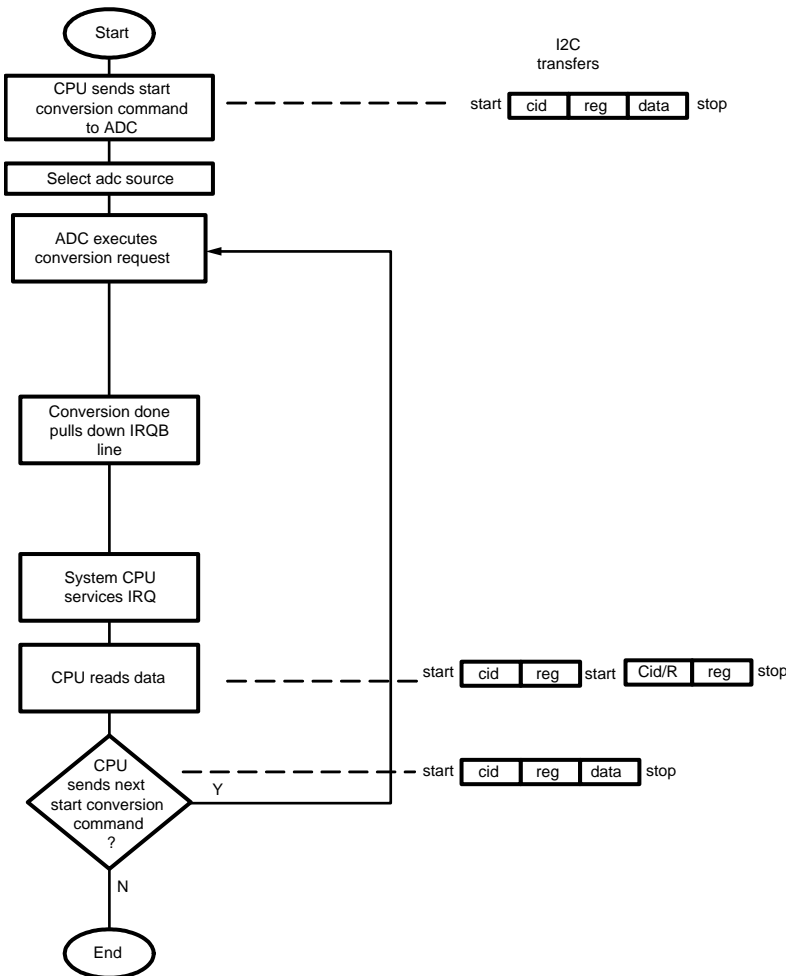 Start
I2C
transfers
CPU sends start
conversion command
to ADC
start cid reg data stop
Select adc source
ADC executes
conversion request
Conversion done
pulls down IRQB
line
System CPU
services IRQ
CPU reads data
start cid reg start Cid/R reg stop
CPU
sends next
start conversion
command
?
Y
start cid reg data stop
N
End